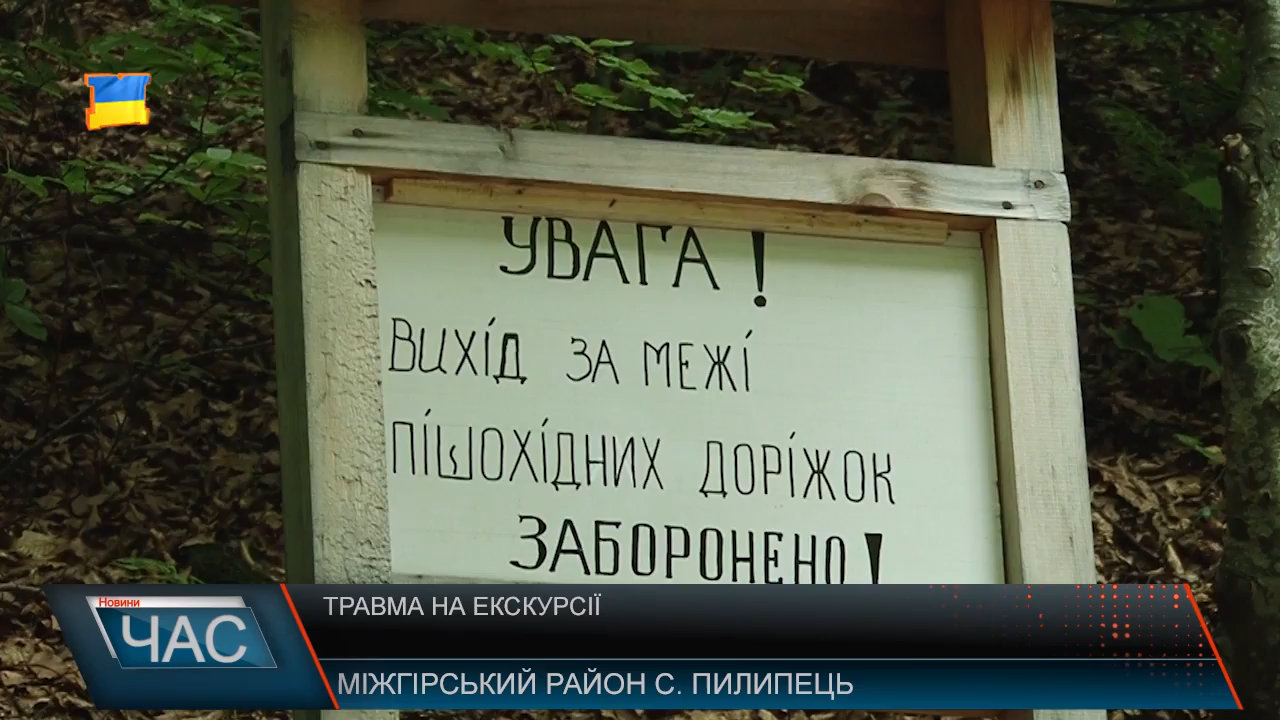 УВАГА!
ВИХІД ЗА МЕЖІ
ПІШОХІДНИХ ДОРІЖОК
ЗАБОРОНЕНО!
Новини
ЧАС
ТРАВМА НА ЕКСКУРСІЇ
МІЖГІРСЬКИЙ РАЙОН С. ПИЛИПЕЦЬ